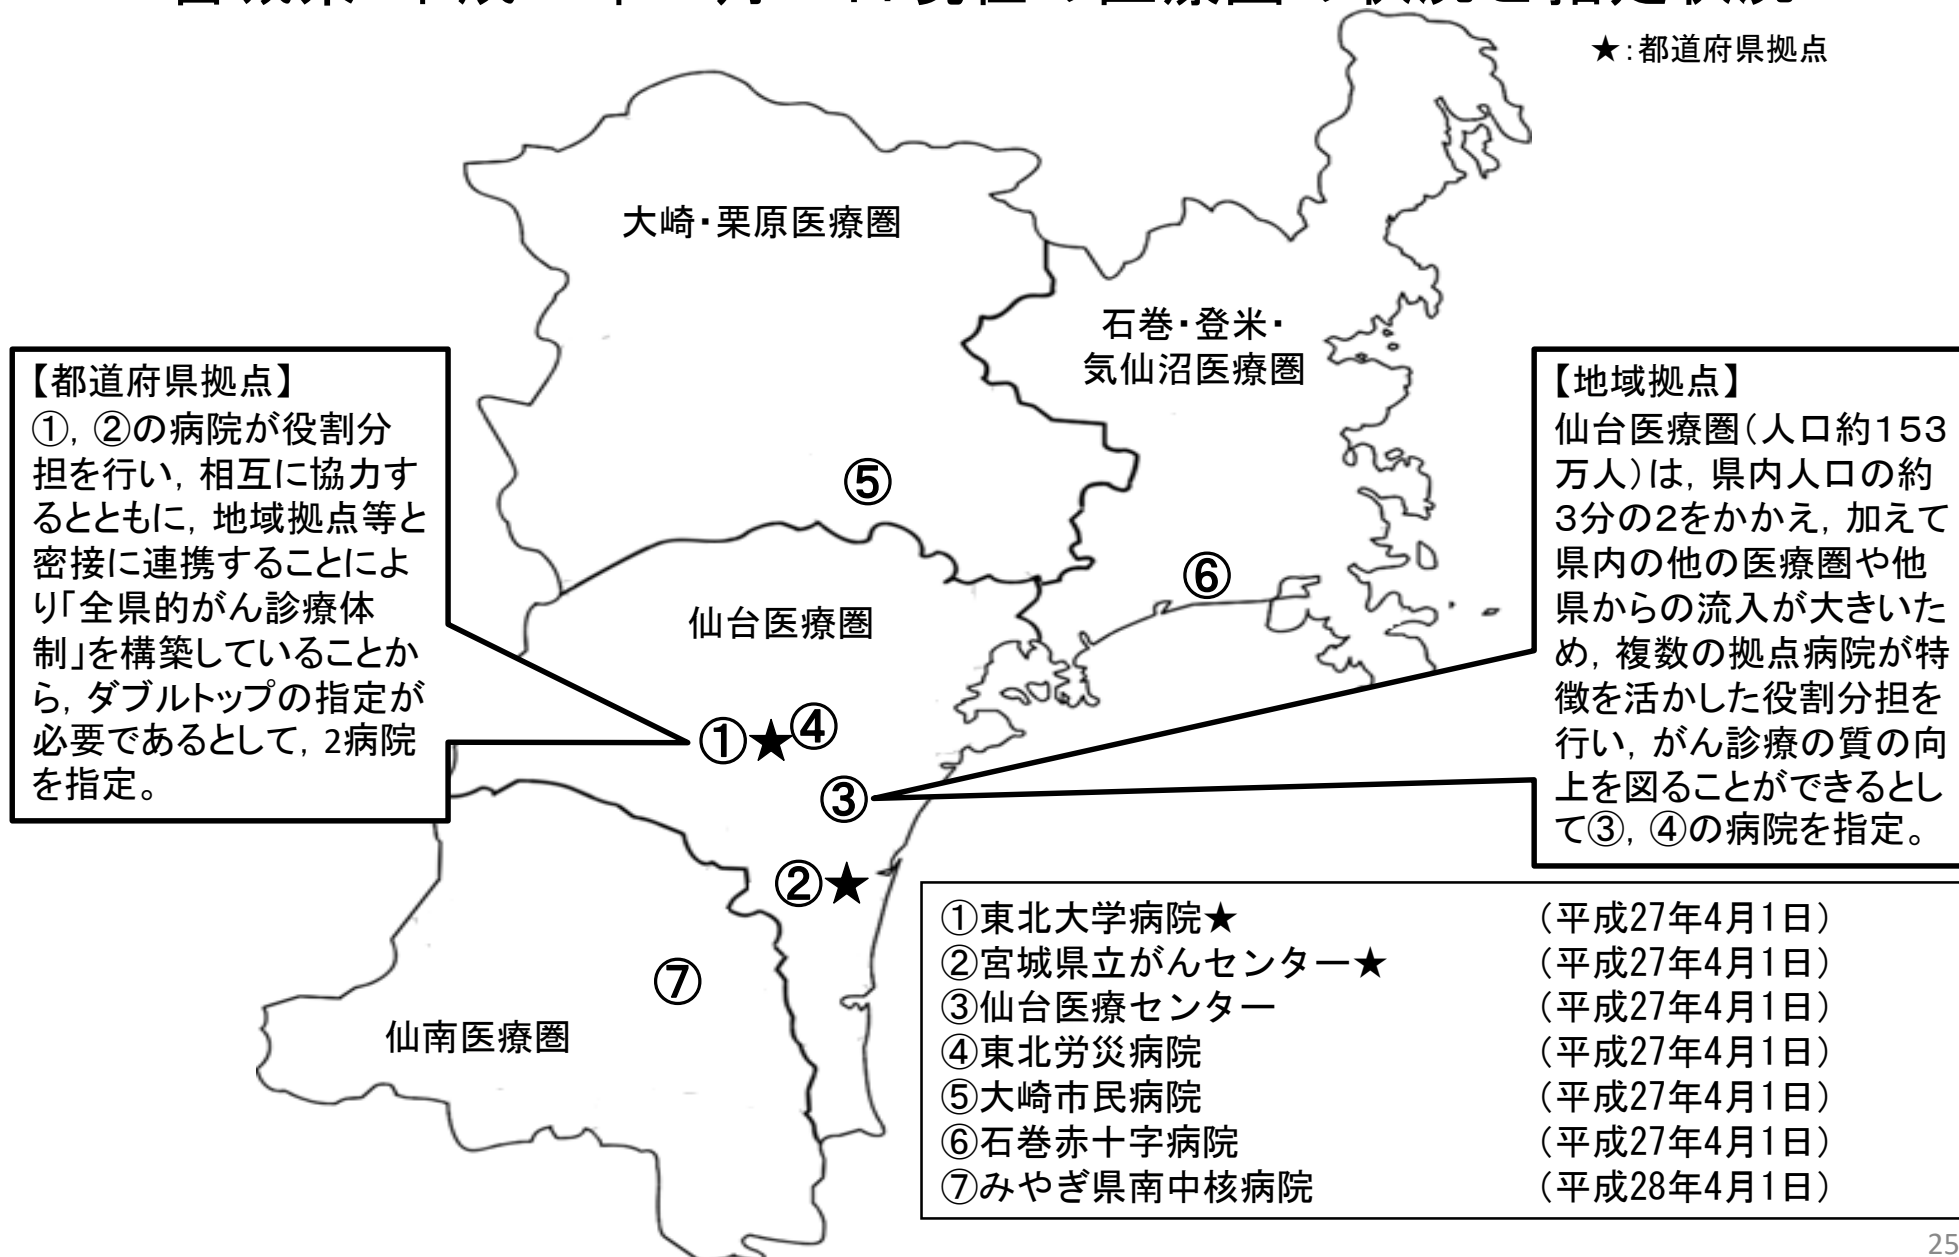 ★:都道府県拠点
大崎・栗原医療圏
石巻・登米・
気仙沼医療圏
【都道府県拠点】
①,②の病院が役割分
担を行い,相互に協力す
るとともに,地域拠点等と
密接に連携することによ
り「全県的がん診療体
制」を構築していることか
ら,ダブルトップの指定が
必要であるとして,2病院
を指定。
【地域拠点】
仙台医療圏(人口約153
万人)は,県内人口の約
3分の2をかかえ,加えて
県内の他の医療圏や他
県からの流入が大きいた
め,複数の拠点病院が特
徴を活かした役割分担を
行い,がん診療の質の向
上を図ることができるとし
て③,④の病院を指定。
⑤
⑥
仙台医療圏
①★④
③
②★
⑦
仙南医療圏
①東北大学病院★ (平成27年4月1日)
②宮城県立がんセンター★ (平成27年4月1日)
③仙台医療センター (平成27年4月1日)
④東北労災病院 (平成27年4月1日)
⑤大崎市民病院 (平成27年4月1日)
⑥石巻赤十字病院 (平成27年4月1日)
⑦みやぎ県南中核病院 (平成28年4月1日)
25